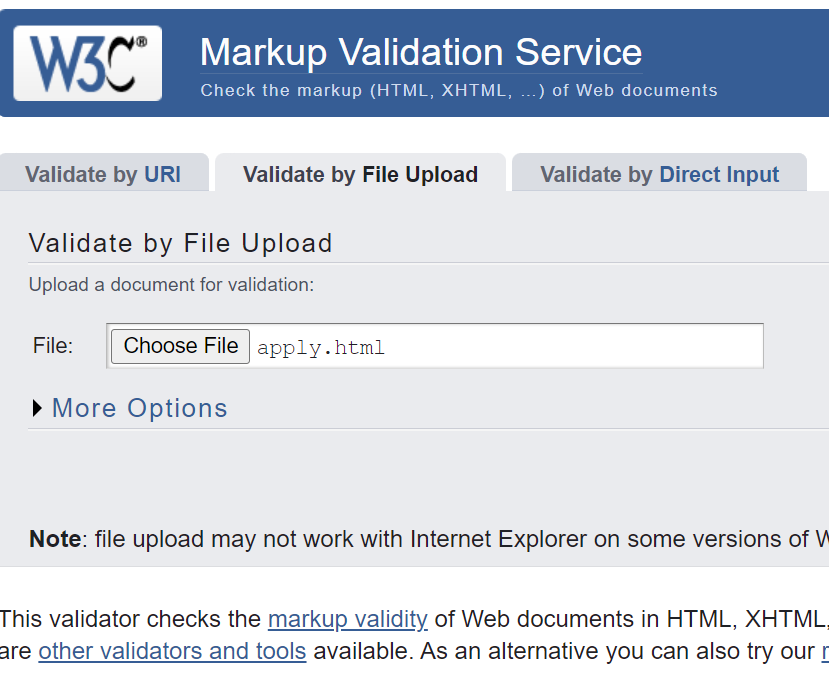 W3C®
Markup Validation Service
Check the markup (HTML, XHTML, …) of Web documents
Validate by URI
Validate by File Upload
Validate by Direct Input
Validate by File Upload
Upload a document for validation:
File: Choose File apply.html
More Options
Note: file upload may not work with Internet Explorer on some versions of
This validator checks the markup validity of Web documents in HTML, XHTML,
are other validators and tools available. As an alternative you can also try our